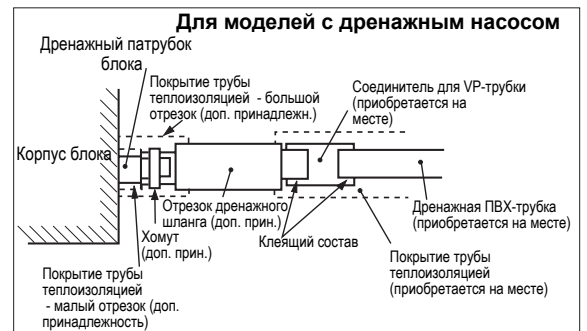 Для моделей с дренажным насосом
Дренажный патрубок
блока
Покрытие трубы
теплоизоляцией - большой
отрезок (доп. принадлежн.)
Соединитель для VP-трубки
(приобретается на
месте)
Корпус блока
Отрезок дренажного
шланга (доп. прин.)
Хомут
(доп. прин.)
Клеящий состав
Дренажная ПВХ-трубка
(приобретается на месте)
Покрытие трубы
теплоизоляцией
- малый отрезок (доп.
принадлежность)
Покрытие трубы
теплоизоляцией
(приобретается на месте)